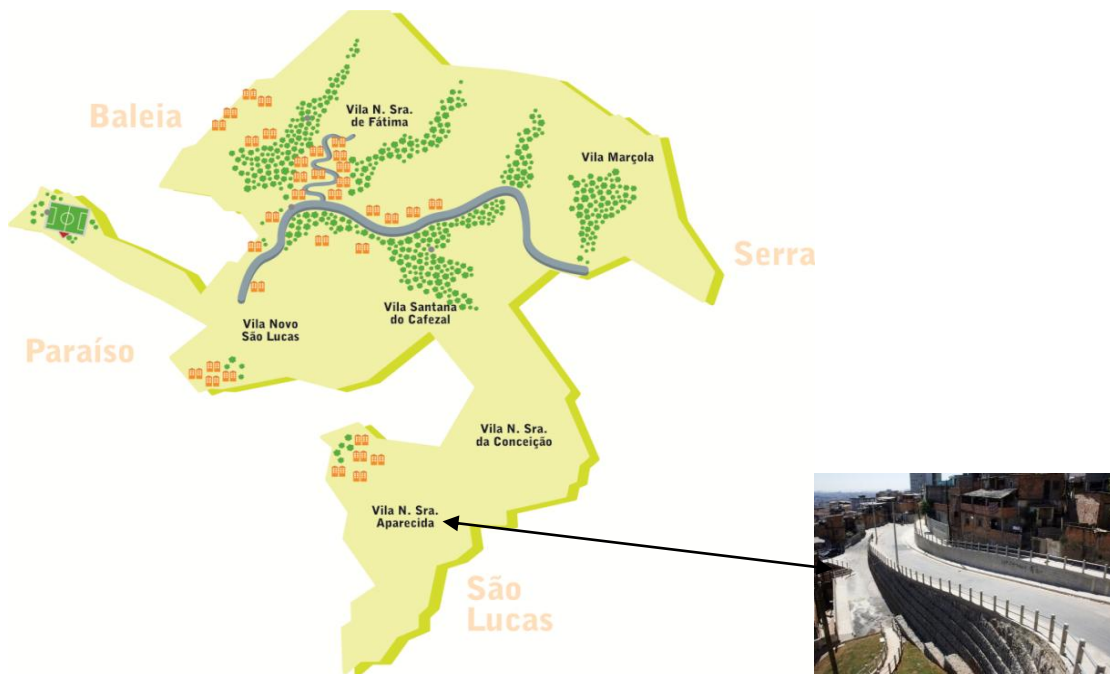 Baleia
Vila N. Sra.
de Fátima
Vila Marçola
Serra
Vila Santana
do Cafezal
Vila Novo
São Lucas
Paraíso
Vila N. Sra.
da Conceição
Vila N. Sra.
Aparecida
São
Lucas